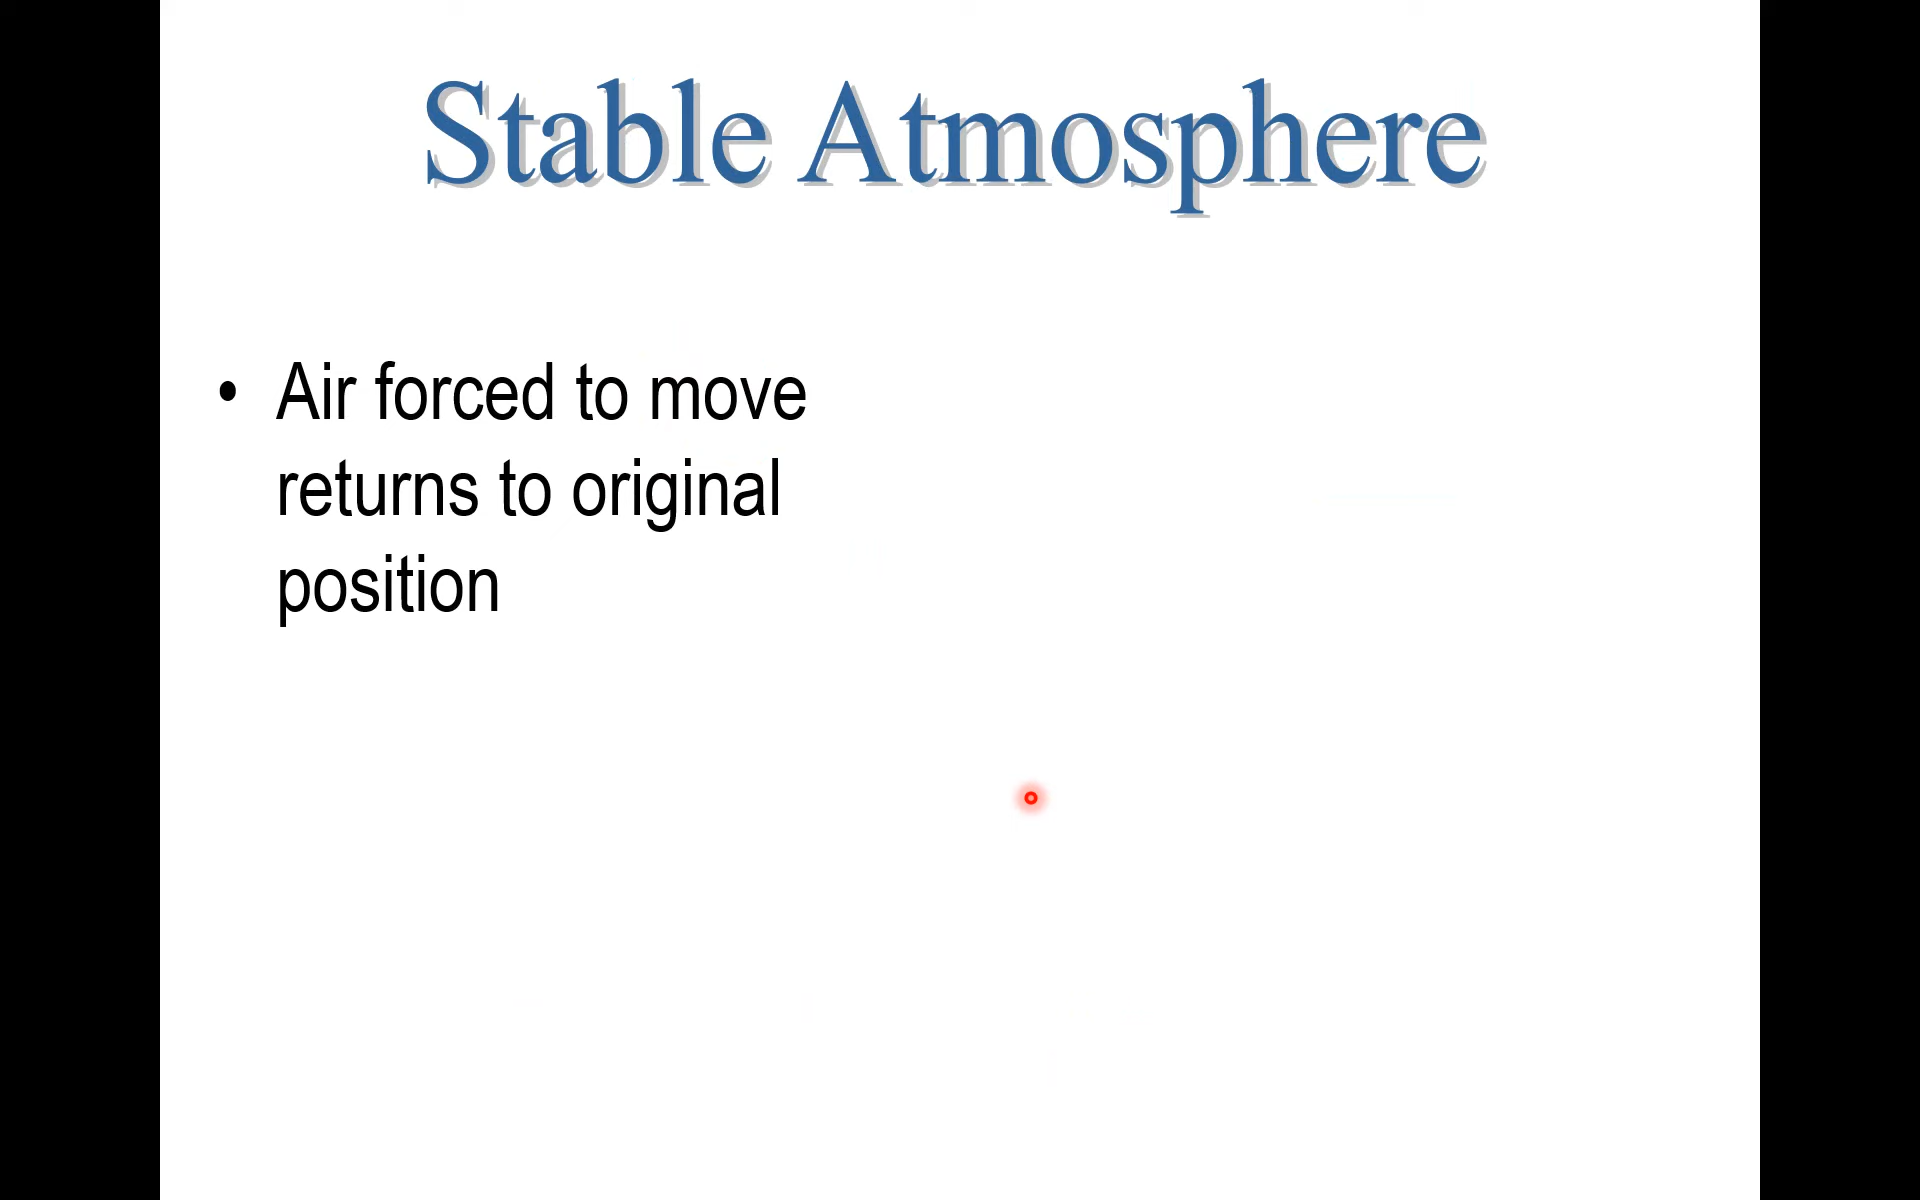 Stable Atmosphere
• Air forced to move
returns to original
position